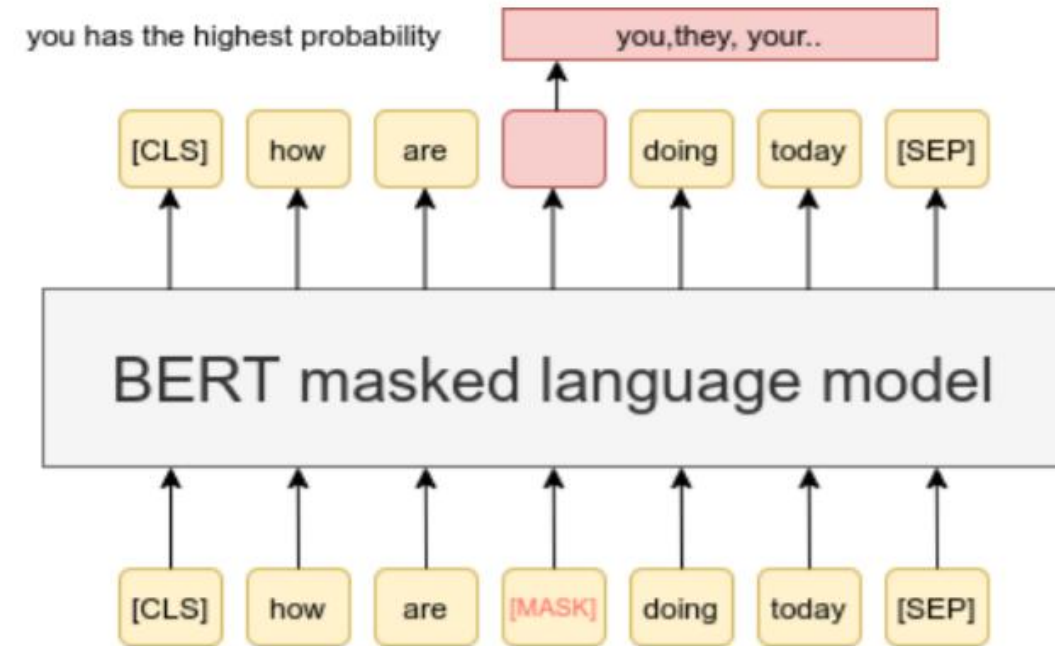 you has the highest probability
you,they, your..
[CLS] how are doing today [SEP]
BERT masked language model
[CLS] how are [MASK] doing today [SEP]